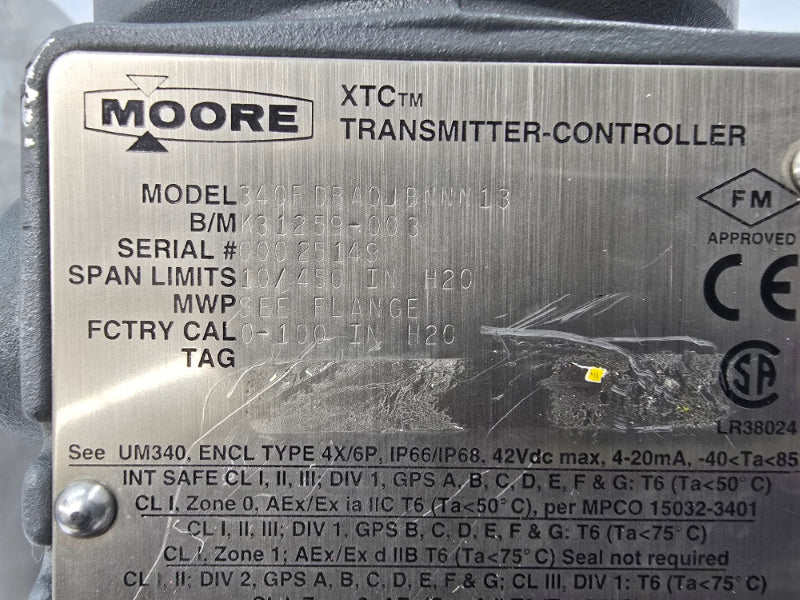 MOORE
XTC™
TRANSMITTER-CONTROLLER
MODEL 340FDBA0JBNNN13
B/M K31259-003
SERIAL # 00025149
SPAN LIMITS 10/450 IN H2O
MWP SEE FLANGE
FCTRY CAL 0-100 IN H2O
TAG
FM
APPROVED
CE
SA
LR38024
See UM340, ENCL TYPE 4X/6P, IP66/IP68. 42Vdc max, 4-20mA, -40<Ta<85°
INT SAFE CL I, II, III; DIV 1, GPS A, B, C, D, E, F & G: T6 (Ta<50°C)
CL I, Zone 0, AEx/Ex ia IIC T6 (Ta<50°C), per MPCO 15032-3401
CL I, II, III; DIV 1, GPS B, C, D, E, F & G: T6 (Ta<75°C)
CL I, Zone 1; AEx/Ex d IIB T6 (Ta<75°C) Seal not required
CL I, II; DIV 2, GPS A, B, C, D, E, F & G; CL III, DIV 1: T6 (Ta<75°C)